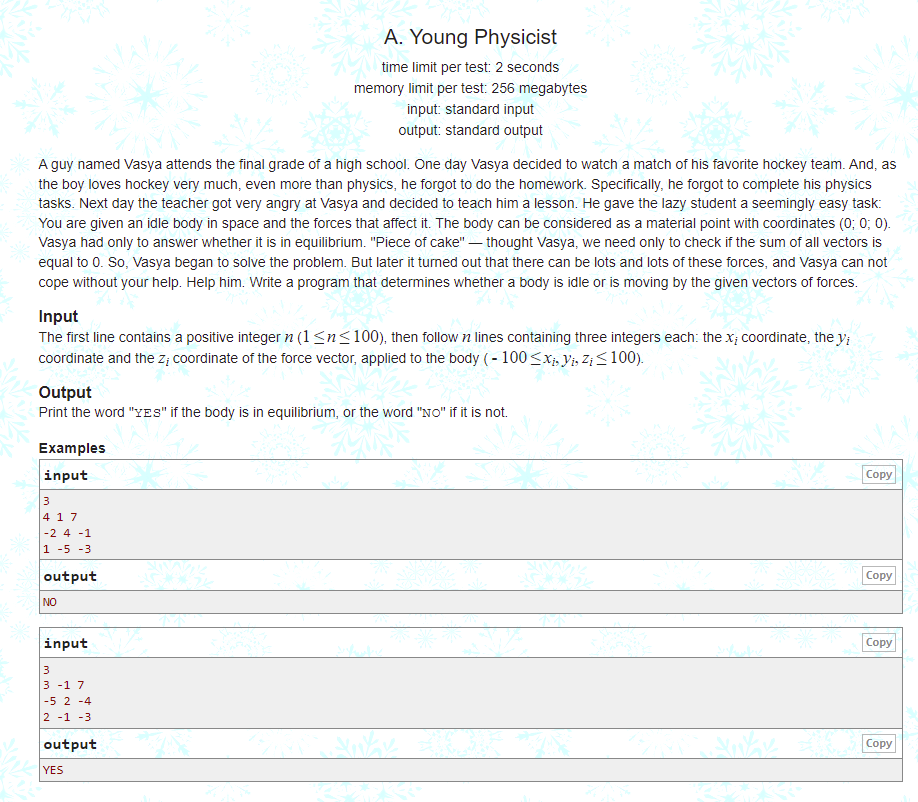 A. Young Physicist
time limit per test: 2 seconds
memory limit per test: 256 megabytes
input: standard input
output: standard output
A guy named Vasya attends the final grade of a high school. One day Vasya decided to watch a match of his favorite hockey team. And, as
the boy loves hockey very much, even more than physics, he forgot to do the homework. Specifically, he forgot to complete his physics
tasks. Next day the teacher got very angry at Vasya and decided to teach him a lesson. He gave the lazy student a seemingly easy task:
You are given an idle body in space and the forces that affect it. The body can be considered as a material point with coordinates (0; 0; 0).
Vasya had only to answer whether it is in equilibrium. "Piece of cake" — thought Vasya, we need only to check if the sum of all vectors is
equal to 0. So, Vasya began to solve the problem. But later it turned out that there can be lots and lots of these forces, and Vasya can not
cope without your help. Help him. Write a program that determines whether a body is idle or is moving by the given vectors of forces.
Input
The first line contains a positive integer n (1 ≤ n ≤ 100), then follow n lines containing three integers each: the xᵢ coordinate, the yᵢ
coordinate and the zᵢ coordinate of the force vector, applied to the body ( - 100 ≤ xᵢ, yᵢ, zᵢ ≤ 100).
Output
Print the word "YES" if the body is in equilibrium, or the word "NO" if it is not.
Examples
input Copy
3
4 1 7
-2 4 -1
1 -5 -3
output Copy
NO
input Copy
3
3 -1 7
-5 2 -4
2 -1 -3
output Copy
YES